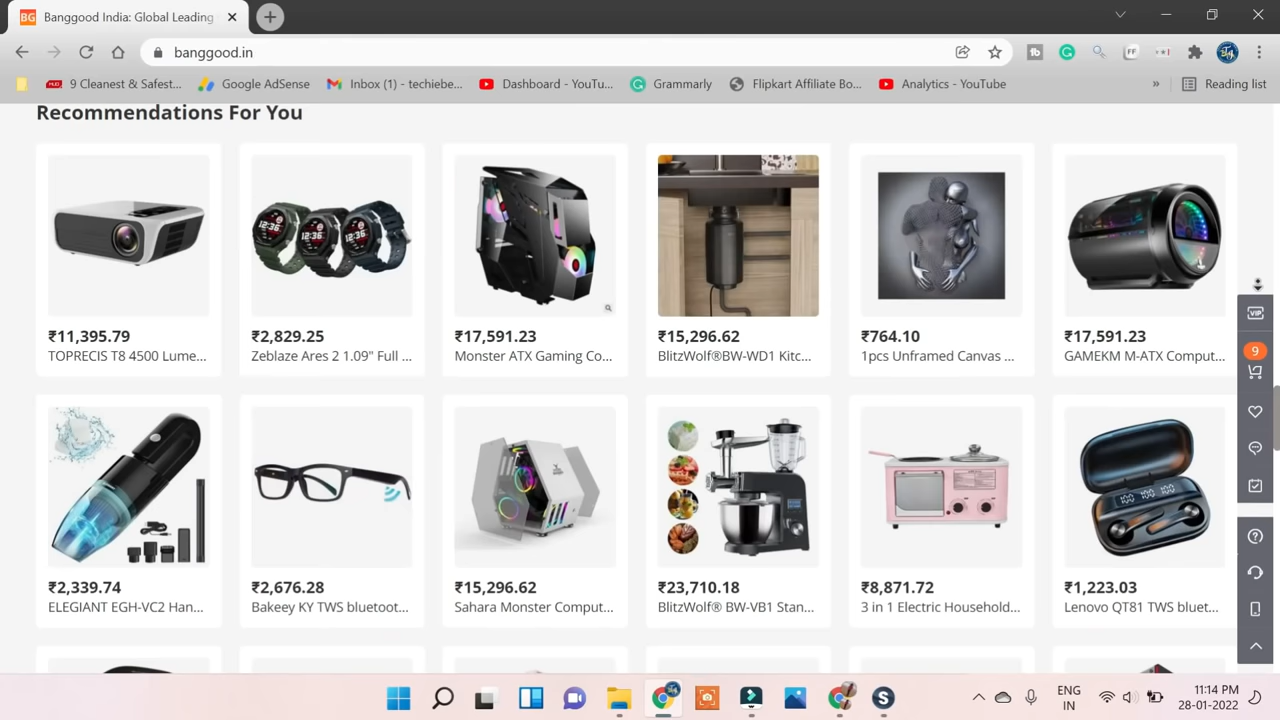 Banggood India: Global Leading
banggood.in
9 Cleanest & Safest...
Google AdSense
Inbox (1) - techiebe...
Dashboard - YouTu...
Grammarly
Flipkart Affiliate Bo...
Analytics - YouTube
»
Reading list
Recommendations For You
₹11,395.79
₹2,829.25
₹17,591.23
₹15,296.62
₹764.10
₹17,591.23
TOPRECIS T8 4500 Lume...
Zeblaze Ares 2 1.09" Full ...
Monster ATX Gaming Co...
BlitzWolf®BW-WD1 Kitc...
1pcs Unframed Canvas ...
GAMEKM M-ATX Comput...
VIP
9
₹2,339.74
₹2,676.28
₹15,296.62
₹23,710.18
₹8,871.72
₹1,223.03
ELEGIANT EGH-VC2 Han...
Bakeey KY TWS bluetoot...
Sahara Monster Comput...
BlitzWolf® BW-VB1 Stan...
3 in 1 Electric Household...
Lenovo QT81 TWS bluet...
ENG
IN
11:14 PM
28-01-2022